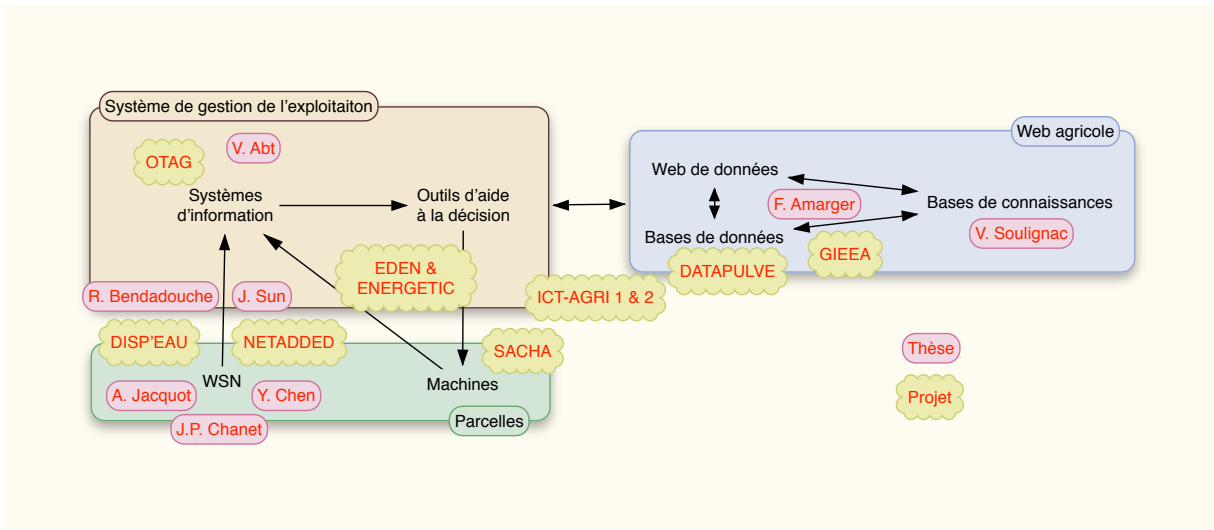 Système de gestion de l'exploitaiton
V. Abt
OTAG
Systèmes
d'information
Outils d'aide
à la décision
EDEN &
ENERGETIC
R. Bendadouche
J. Sun
DISP'EAU
NETADDED
SACHA
WSN
Machines
A. Jacquot
Y. Chen
J.P. Chanet
Parcelles
ICT-AGRI 1 & 2
Web agricole
Web de données
F. Amarger
Bases de connaissances
V. Soulignac
Bases de données
GIEEA
DATAPULVE
Thèse
Projet